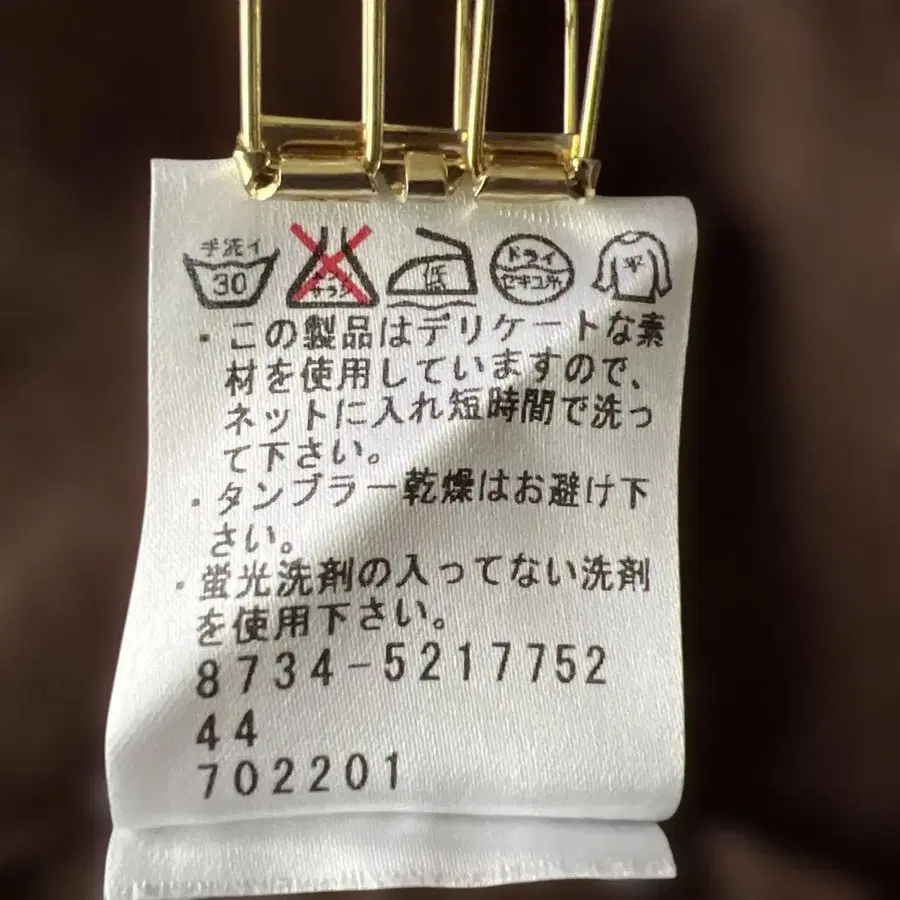 手洗イ 30 エンソサラシ 低 ドライ セキユ系 平
・この製品はデリケートな素
材を使用していますので、
ネットに入れ短時間で洗っ
て下さい。
・タンブラー乾燥はお避け下
さい。
・蛍光洗剤の入ってない洗剤
を使用下さい。
8734-5217752
44
702201